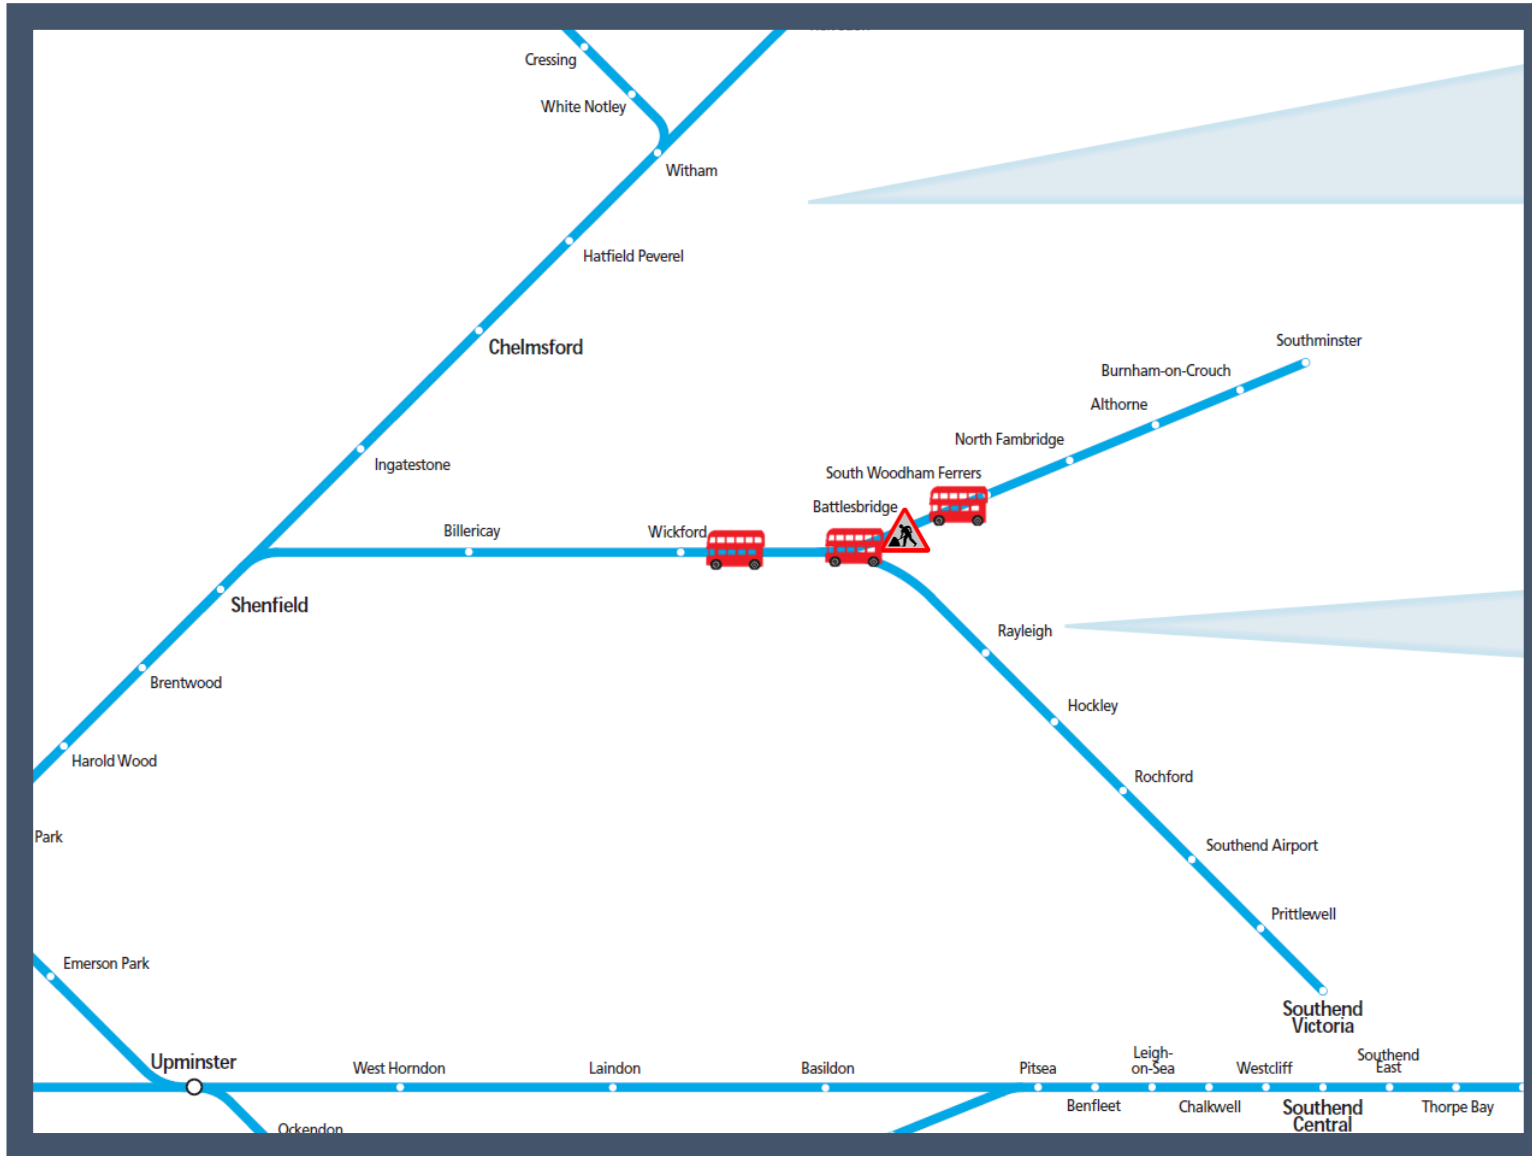 Cressing
White Notley
Witham
Hatfield Peverel
Chelmsford
Southminster
Burnham-on-Crouch
Althorne
North Fambridge
Ingatestone
South Woodham Ferrers
Battlesbridge
Billericay
Wickford
Shenfield
Rayleigh
Brentwood
Hockley
Harold Wood
Rochford
Park
Southend Airport
Prittlewell
Emerson Park
Southend
Victoria
Upminster
West Horndon
Laindon
Basildon
Pitsea
Leigh-
on-Sea
Westcliff
Southend
East
Benfleet
Chalkwell
Southend
Central
Thorpe Bay
Ockendon